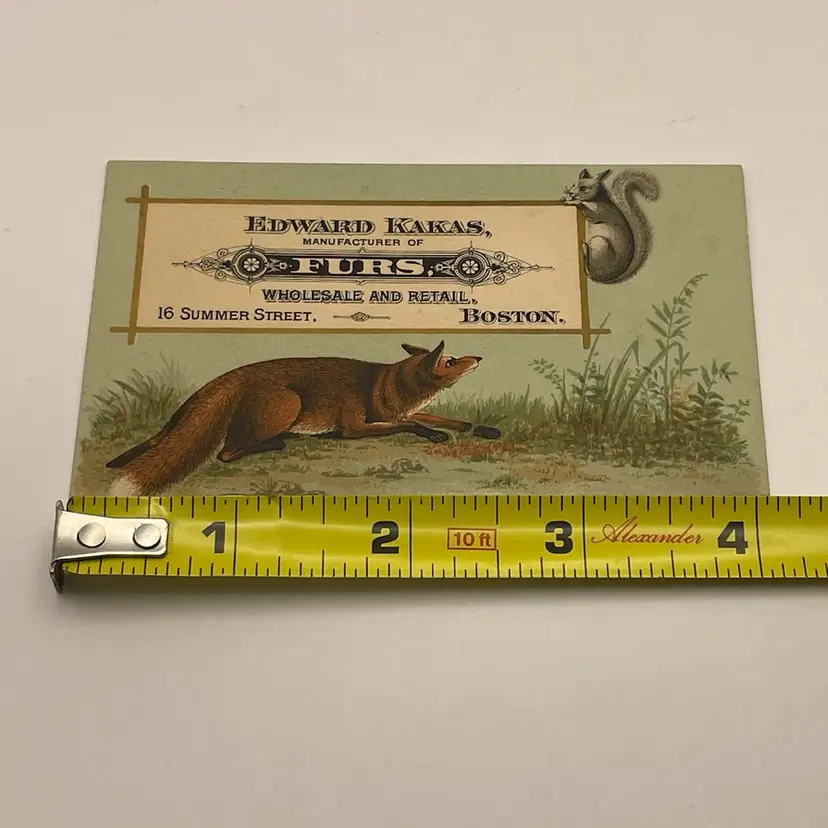 EDWARD KAKAS,
MANUFACTURER OF
FURS.
WHOLESALE AND RETAIL,
16 SUMMER STREET, BOSTON.
1 2 10 ft 3 Alexander 4